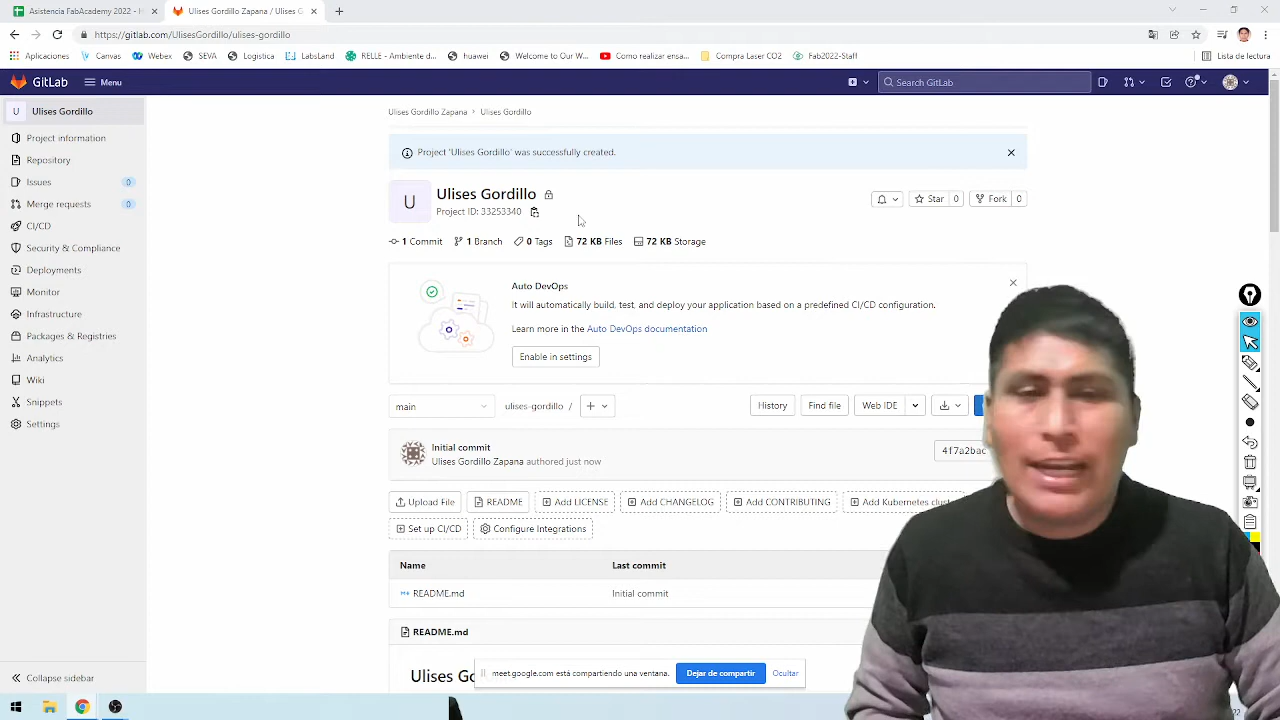 Asistencia FabAcademy 2022 - H
Ulises Gordillo Zapana / Ulises G
https://gitlab.com/UlisesGordillo/ulises-gordillo
Aplicaciones Canvas Webex SEVA Logistica LabsLand RELLE - Ambiente d... huawei Welcome to Our W... Como realizar ensa... Compra Laser CO2 Fab2022-Staff Lista de lectura
GitLab Menu Search GitLab
U Ulises Gordillo
Project information
Repository
Issues 0
Merge requests 0
CI/CD
Security & Compliance
Deployments
Monitor
Infrastructure
Packages & Registries
Analytics
Wiki
Snippets
Settings
Collapse sidebar
Ulises Gordillo Zapana > Ulises Gordillo
Project 'Ulises Gordillo' was successfully created.
U Ulises Gordillo
Project ID: 33253340
Star 0 Fork 0
1 Commit 1 Branch 0 Tags 72 KB Files 72 KB Storage
Auto DevOps
It will automatically build, test, and deploy your application based on a predefined CI/CD configuration.
Learn more in the Auto DevOps documentation
Enable in settings
main ulises-gordillo / + History Find file Web IDE
Initial commit
Ulises Gordillo Zapana authored just now
4f7a2bac
Upload File README Add LICENSE Add CHANGELOG Add CONTRIBUTING Add Kubernetes clust
Set up CI/CD Configure Integrations
Name Last commit
README.md Initial commit
README.md
Ulises Go
meet.google.com está compartiendo una ventana. Dejar de compartir Ocultar